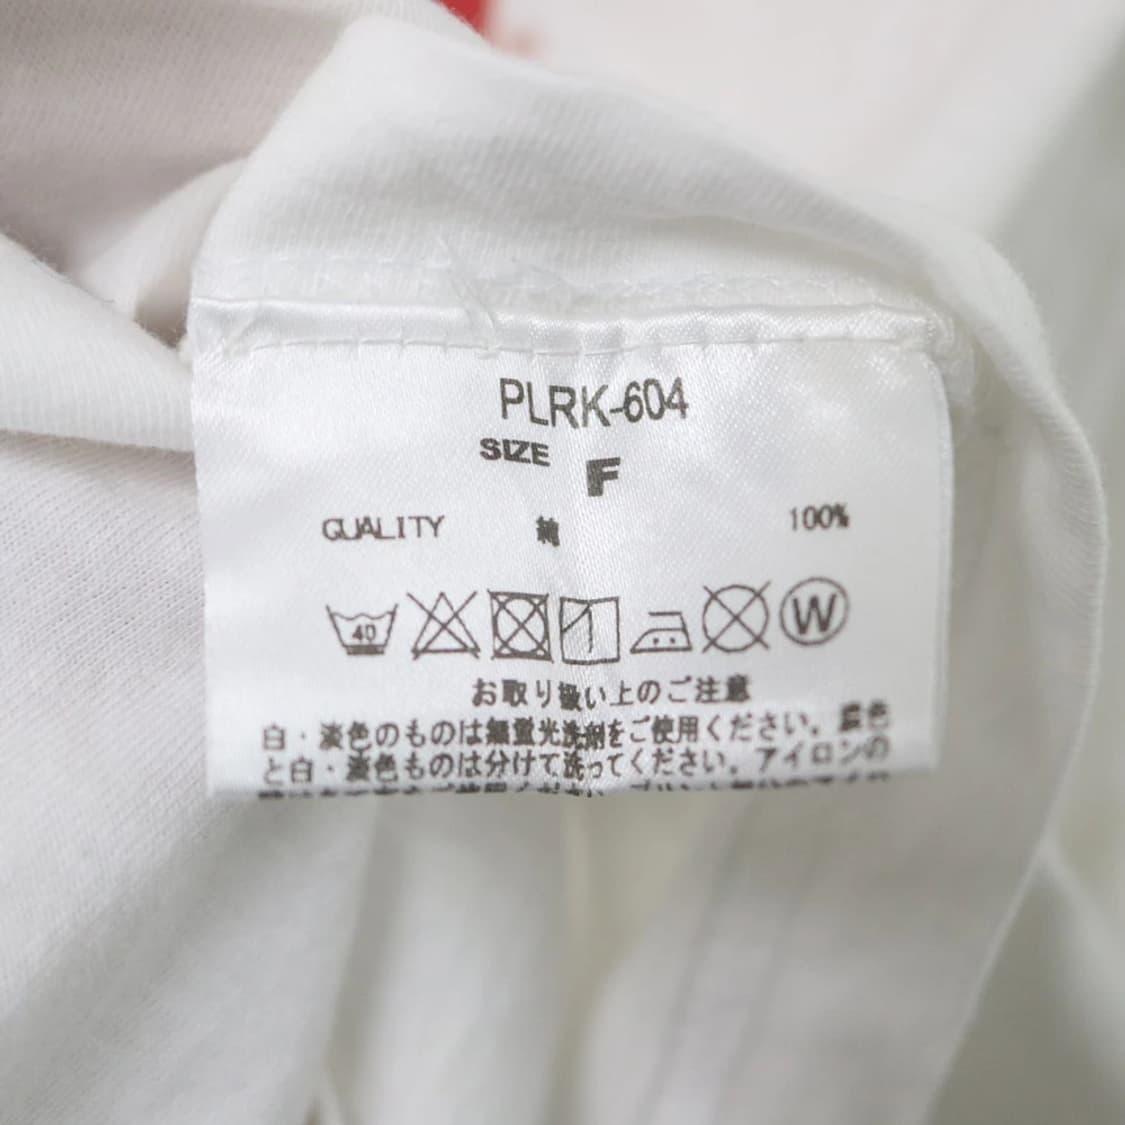 PLRK-604
SIZE F
QUALITY 綿 100%
40 W
お取り扱い上のご注意
白・淡色のものは無蛍光洗剤をご使用ください。濃色
と白・淡色ものは分けて洗ってください。アイロンの